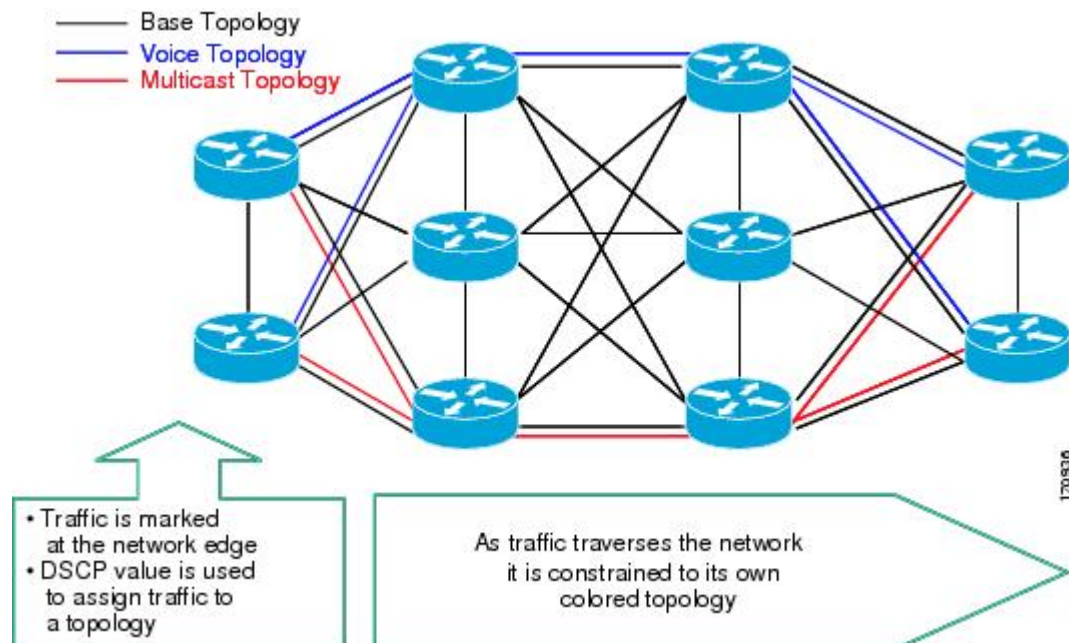 Base Topology
Voice Topology
Multicast Topology
• Traffic is marked
at the network edge
• DSCP value is used
to assign traffic to
a topology
As traffic traverses the network
it is constrained to its own
colored topology
170936